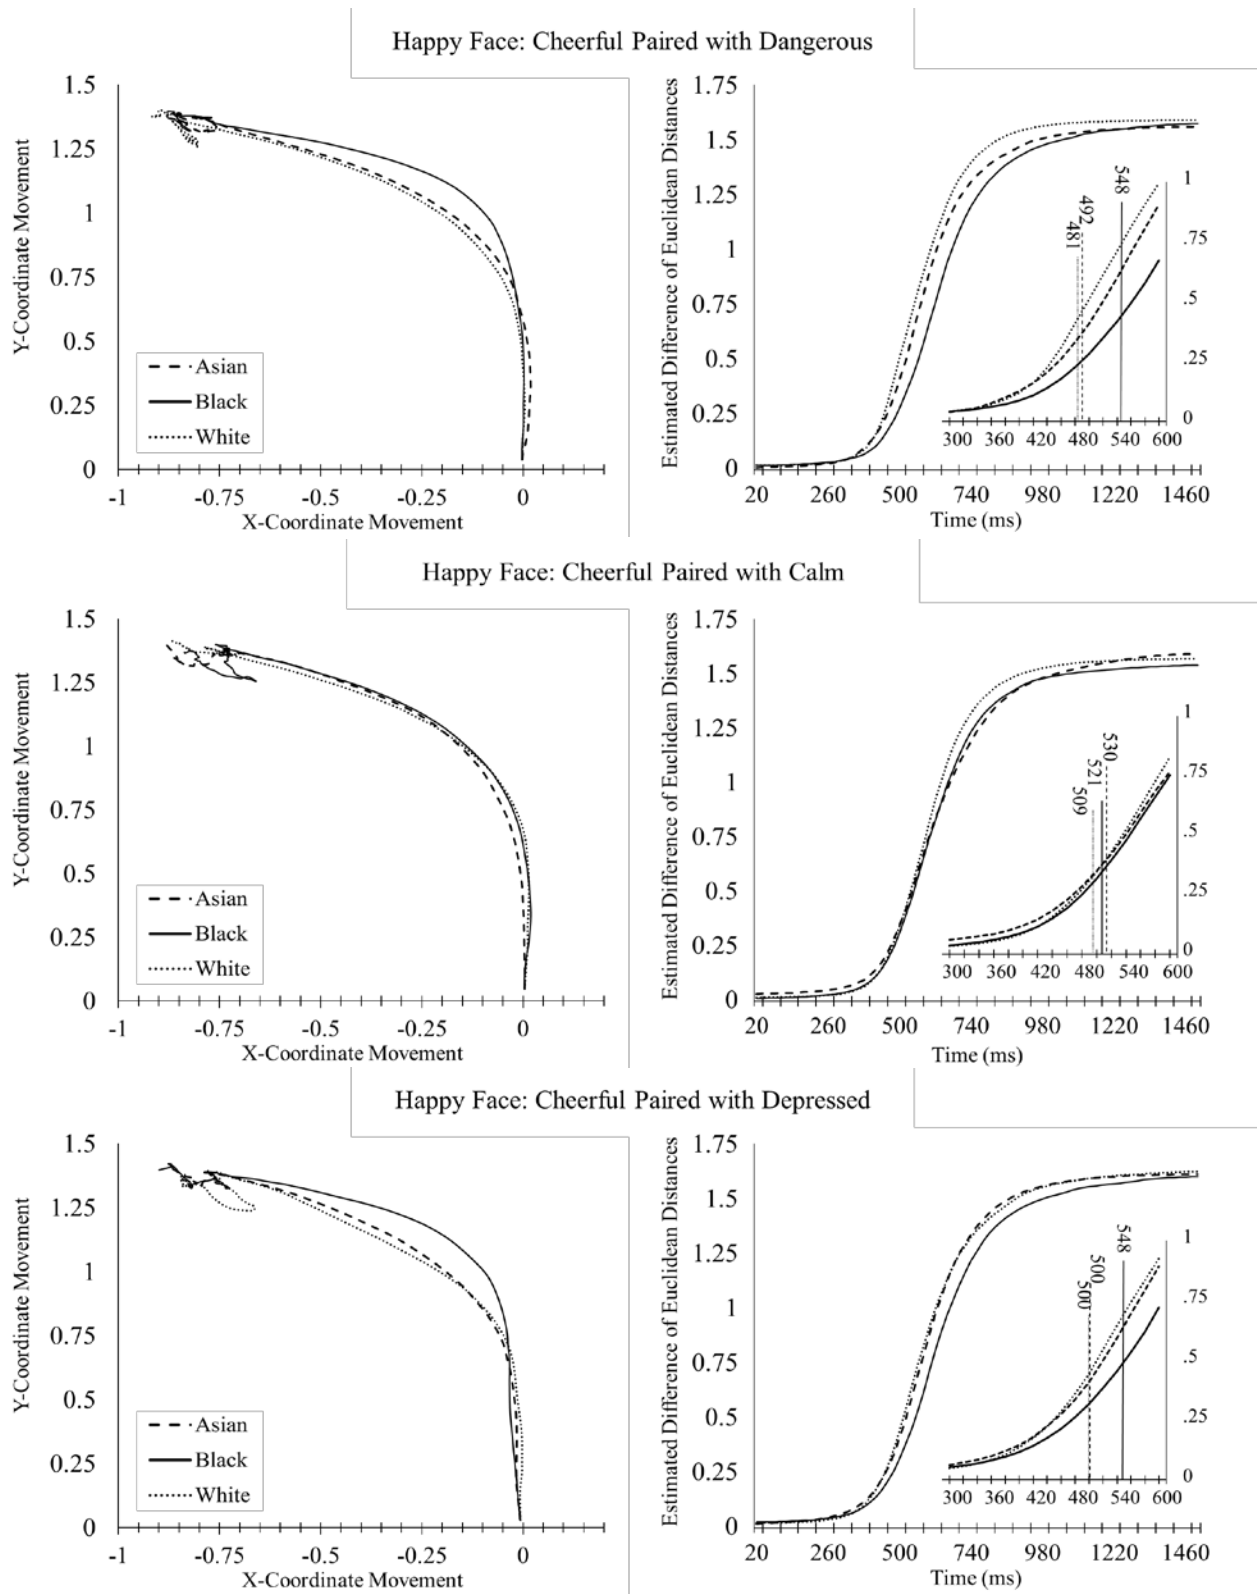 Happy Face: Cheerful Paired with Dangerous
Y-Coordinate Movement
1.5
1.25
1
0.75
0.5
0.25
0
Asian
Black
White
-1
-0.75
-0.5
-0.25
0
X-Coordinate Movement
Estimated Difference of Euclidean Distances
1.75
1.5
1.25
1
0.75
0.5
0.25
0
481
492
548
1
.75
.5
.25
0
300 360 420 480 540 600
20 260 500 740 980 1220 1460
Time (ms)
Happy Face: Cheerful Paired with Calm
Y-Coordinate Movement
1.5
1.25
1
0.75
0.5
0.25
0
Asian
Black
White
-1
-0.75
-0.5
-0.25
0
X-Coordinate Movement
Estimated Difference of Euclidean Distances
1.75
1.5
1.25
1
0.75
0.5
0.25
0
509
521
530
1
.75
.5
.25
0
300 360 420 480 540 600
20 260 500 740 980 1220 1460
Time (ms)
Happy Face: Cheerful Paired with Depressed
Y-Coordinate Movement
1.5
1.25
1
0.75
0.5
0.25
0
Asian
Black
White
-1
-0.75
-0.5
-0.25
0
X-Coordinate Movement
Estimated Difference of Euclidean Distances
1.75
1.5
1.25
1
0.75
0.5
0.25
0
500
500
548
1
.75
.5
.25
0
300 360 420 480 540 600
20 260 500 740 980 1220 1460
Time (ms)